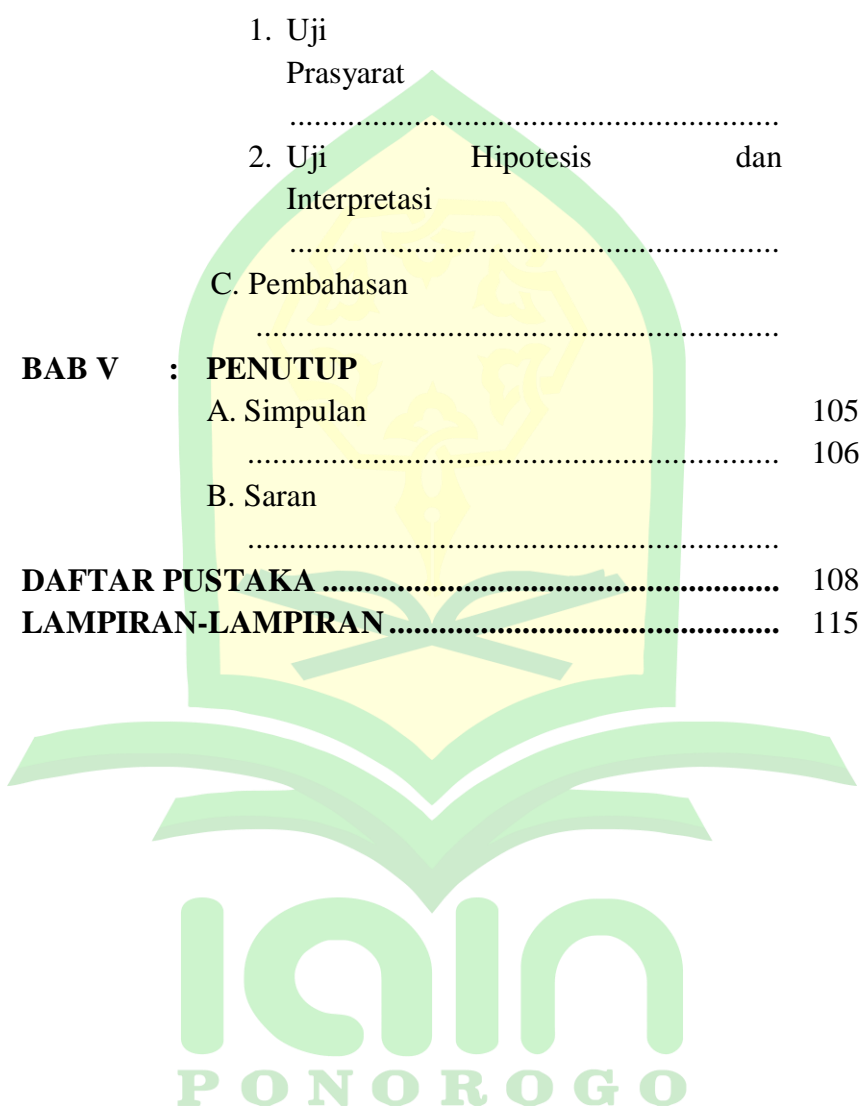 1. Uji
Prasyarat
.........................................................
2. Uji Hipotesis dan
Interpretasi
.........................................................
C. Pembahasan
.............................................................
BAB V : PENUTUP
A. Simpulan 105
.............................................................. 106
B. Saran
..............................................................
DAFTAR PUSTAKA ...................................................... 108
LAMPIRAN-LAMPIRAN .............................................. 115
iain
PONOROGO